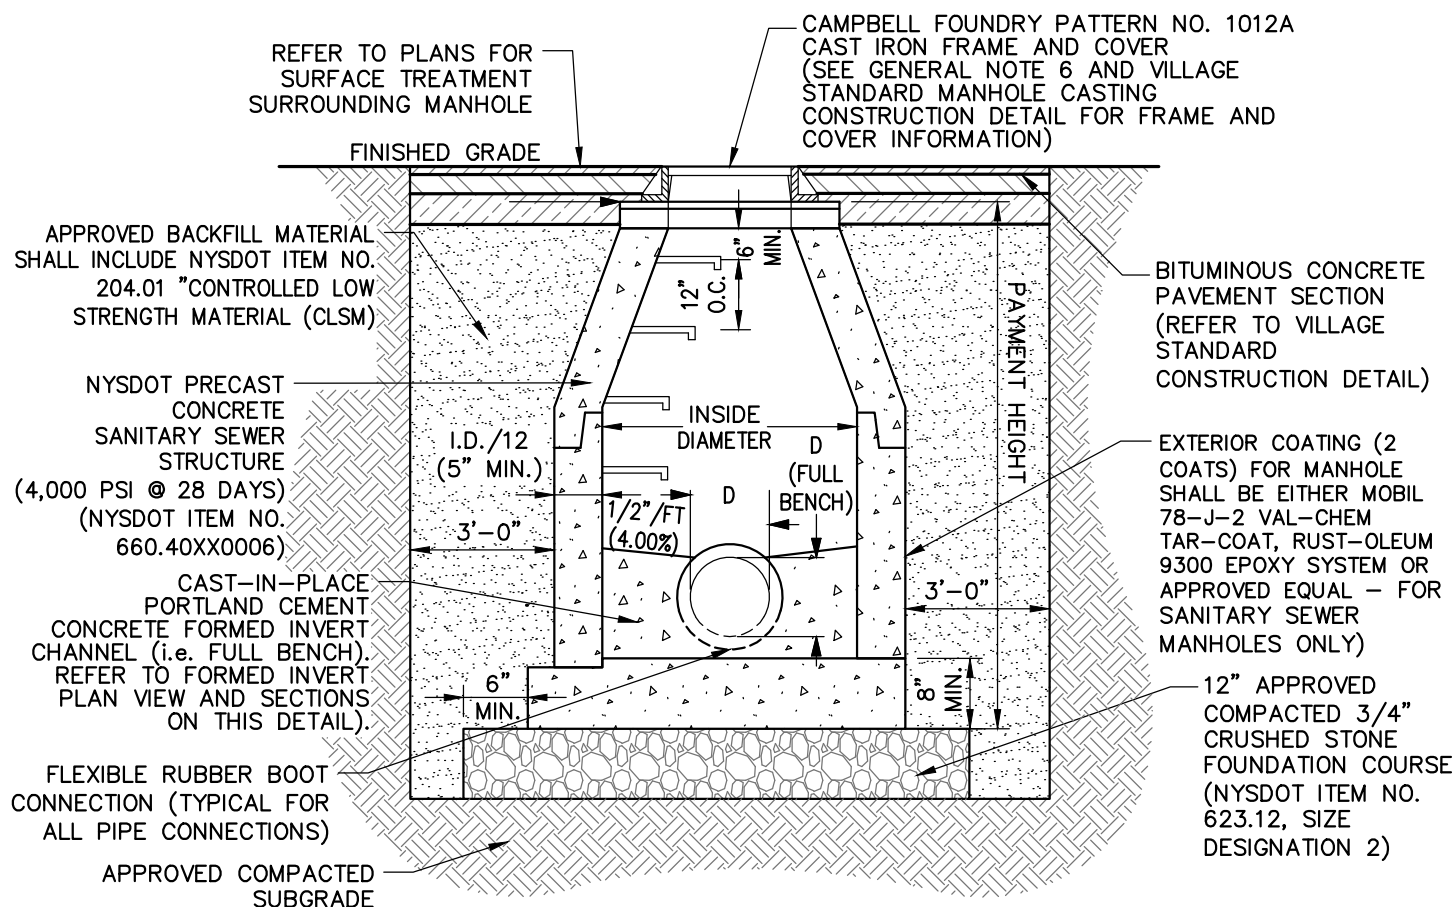 REFER TO PLANS FOR
SURFACE TREATMENT
SURROUNDING MANHOLE
CAMPBELL FOUNDRY PATTERN NO. 1012A
CAST IRON FRAME AND COVER
(SEE GENERAL NOTE 6 AND VILLAGE
STANDARD MANHOLE CASTING
CONSTRUCTION DETAIL FOR FRAME AND
COVER INFORMATION)
FINISHED GRADE
APPROVED BACKFILL MATERIAL
SHALL INCLUDE NYSDOT ITEM NO.
204.01 "CONTROLLED LOW
STRENGTH MATERIAL (CLSM)
6"
MIN.
12"
O.C.
PAYMENT HEIGHT
BITUMINOUS CONCRETE
PAVEMENT SECTION
(REFER TO VILLAGE
STANDARD
CONSTRUCTION DETAIL)
NYSDOT PRECAST
CONCRETE
SANITARY SEWER
STRUCTURE
(4,000 PSI @ 28 DAYS)
(NYSDOT ITEM NO.
660.40XX0006)
I.D./12
(5" MIN.)
INSIDE
DIAMETER
D
(FULL
BENCH)
D
1/2"/FT
(4.00%)
3'-0"
EXTERIOR COATING (2
COATS) FOR MANHOLE
SHALL BE EITHER MOBIL
78-J-2 VAL-CHEM
TAR-COAT, RUST-OLEUM
9300 EPOXY SYSTEM OR
APPROVED EQUAL - FOR
SANITARY SEWER
MANHOLES ONLY)
3'-0"
CAST-IN-PLACE
PORTLAND CEMENT
CONCRETE FORMED INVERT
CHANNEL (i.e. FULL BENCH).
REFER TO FORMED INVERT
PLAN VIEW AND SECTIONS
ON THIS DETAIL).
6"
MIN.
8"
MIN.
12" APPROVED
COMPACTED 3/4"
CRUSHED STONE
FOUNDATION COURSE
(NYSDOT ITEM NO.
623.12, SIZE
DESIGNATION 2)
FLEXIBLE RUBBER BOOT
CONNECTION (TYPICAL FOR
ALL PIPE CONNECTIONS)
APPROVED COMPACTED
SUBGRADE